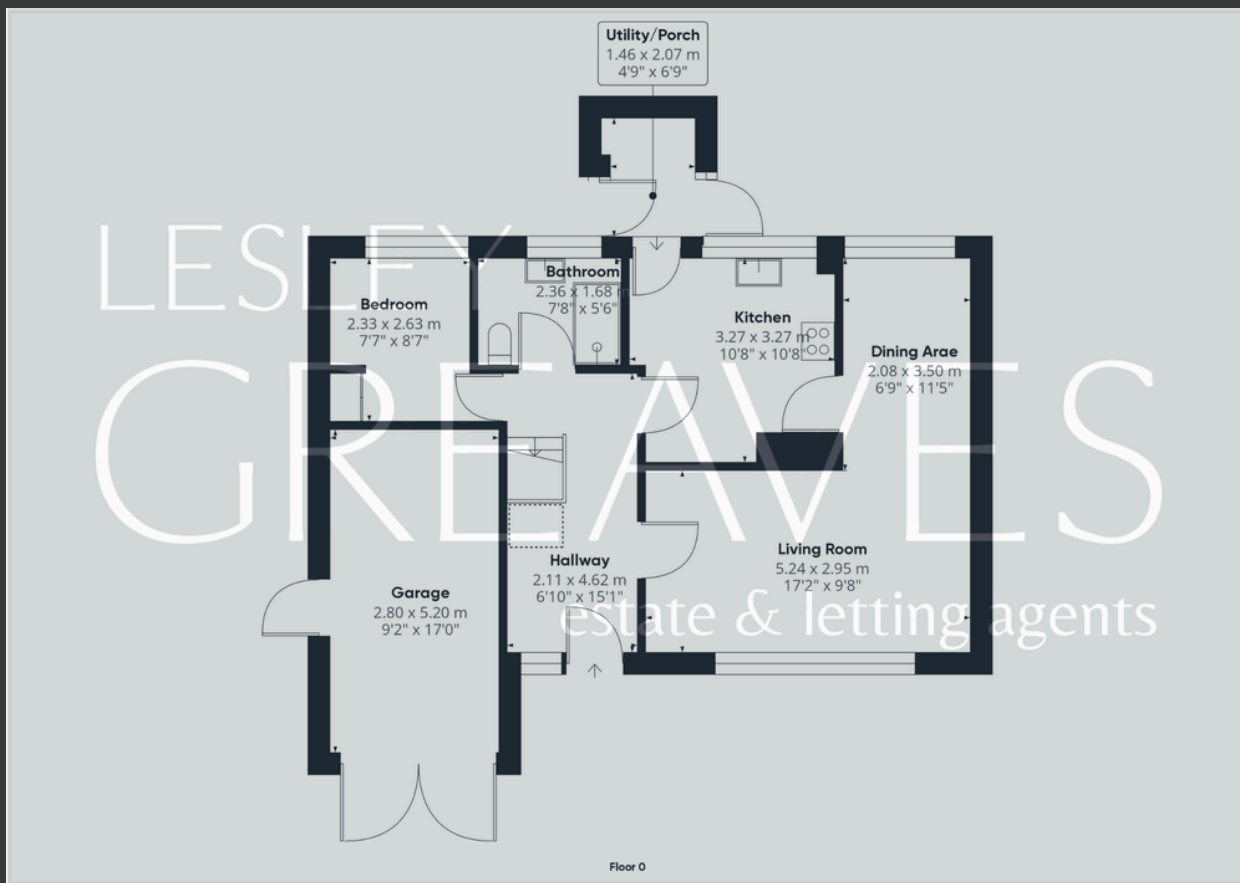 Utility/Porch
1.46 x 2.07 m
4'9" x 6'9"
LESLEY
GREAVES
estate & letting agents
Bedroom
2.33 x 2.63 m
7'7" x 8'7"
Bathroom
2.36 x 1.68 m
7'8" x 5'6"
Kitchen
3.27 x 3.27 m
10'8" x 10'8"
Dining Arae
2.08 x 3.50 m
6'9" x 11'5"
Living Room
5.24 x 2.95 m
17'2" x 9'8"
Hallway
2.11 x 4.62 m
6'10" x 15'1"
Garage
2.80 x 5.20 m
9'2" x 17'0"
Floor 0